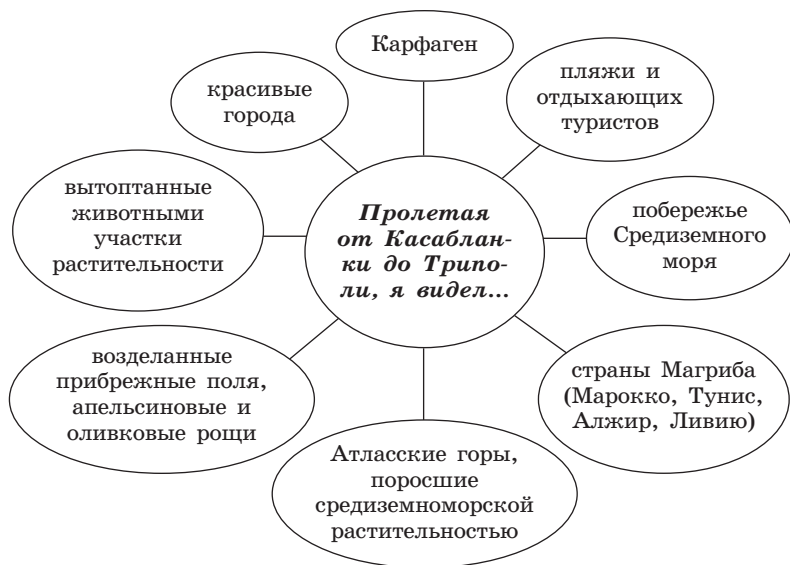 Карфаген
красивые
города
пляжи и
отдыхающих
туристов
вытоптанные
животными
участки
растительности
Пролетая
от Касаблан-
ки до Трипо-
ли, я видел...
побережье
Средиземного
моря
возделанные
прибрежные поля,
апельсиновые и
оливковые рощи
страны Магриба
(Марокко, Тунис,
Алжир, Ливию)
Атласские горы,
поросшие
средиземноморской
растительностью